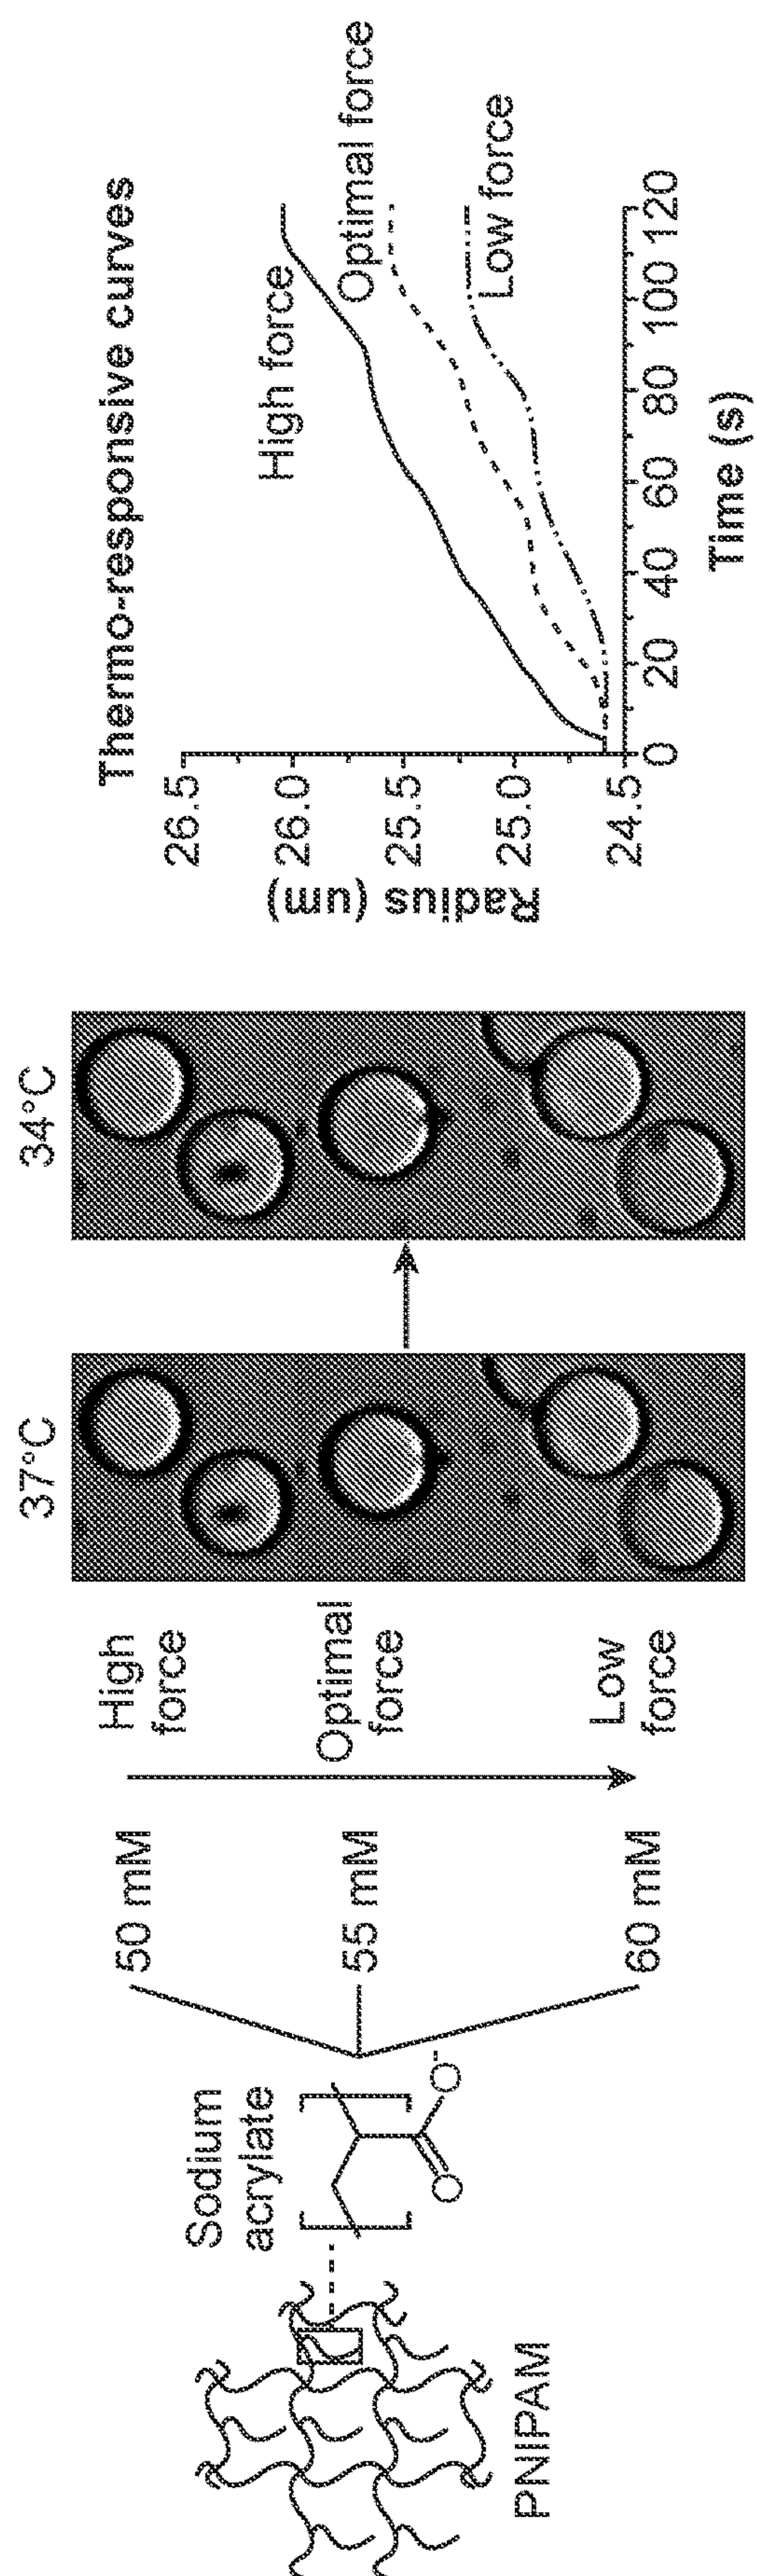 PNIPAM
Sodium
acrylate
O
O-
50 mM
55 mM
60 mM
High
force
Optimal
force
Low
force
37°C
34°C
Thermo-responsive curves
Radius (um)
26.5
26.0
25.5
25.0
24.5
High force
Optimal force
Low force
0 20 40 60 80 100 120
Time (s)